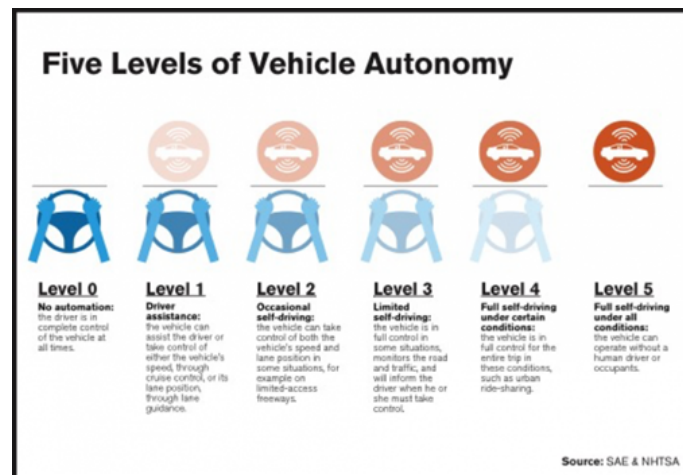 Five Levels of Vehicle Autonomy
Level 0
No automation:
the driver is in
complete control
of the vehicle at
all times.
Level 1
Driver
assistance:
the vehicle can
assist the driver or
take control of
either the vehicle's
speed, through
cruise control, or its
lane position,
through lane
guidance.
Level 2
Occasional
self-driving:
the vehicle can take
control of both the
vehicle's speed and
lane position in
some situations, for
example on
limited-access
freeways.
Level 3
Limited
self-driving:
the vehicle is in
full control in
some situations,
monitors the road
and traffic, and
will inform the
driver when he or
she must take
control.
Level 4
Full self-driving
under certain
conditions:
the vehicle is in
full control for the
entire trip in
these conditions,
such as urban
ride-sharing.
Level 5
Full self-driving
under all
conditions:
the vehicle can
operate without a
human driver or
occupants.
Source: SAE & NHTSA